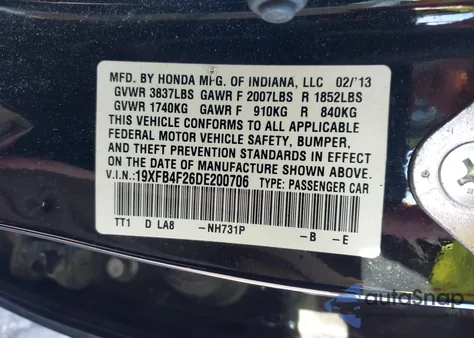 MFD. BY HONDA MFG. OF INDIANA, LLC 02/'13
GVWR 3837LBS GAWR F 2007LBS R 1852LBS
GVWR 1740KG GAWR F 910KG R 840KG
THIS VEHICLE CONFORMS TO ALL APPLICABLE
FEDERAL MOTOR VEHICLE SAFETY, BUMPER,
AND THEFT PREVENTION STANDARDS IN EFFECT
ON THE DATE OF MANUFACTURE SHOWN ABOVE.
V.I.N.:19XFB4F26DE200706 TYPE: PASSENGER CAR
TT1 D LA8 -NH731P -B -E
autoSnap